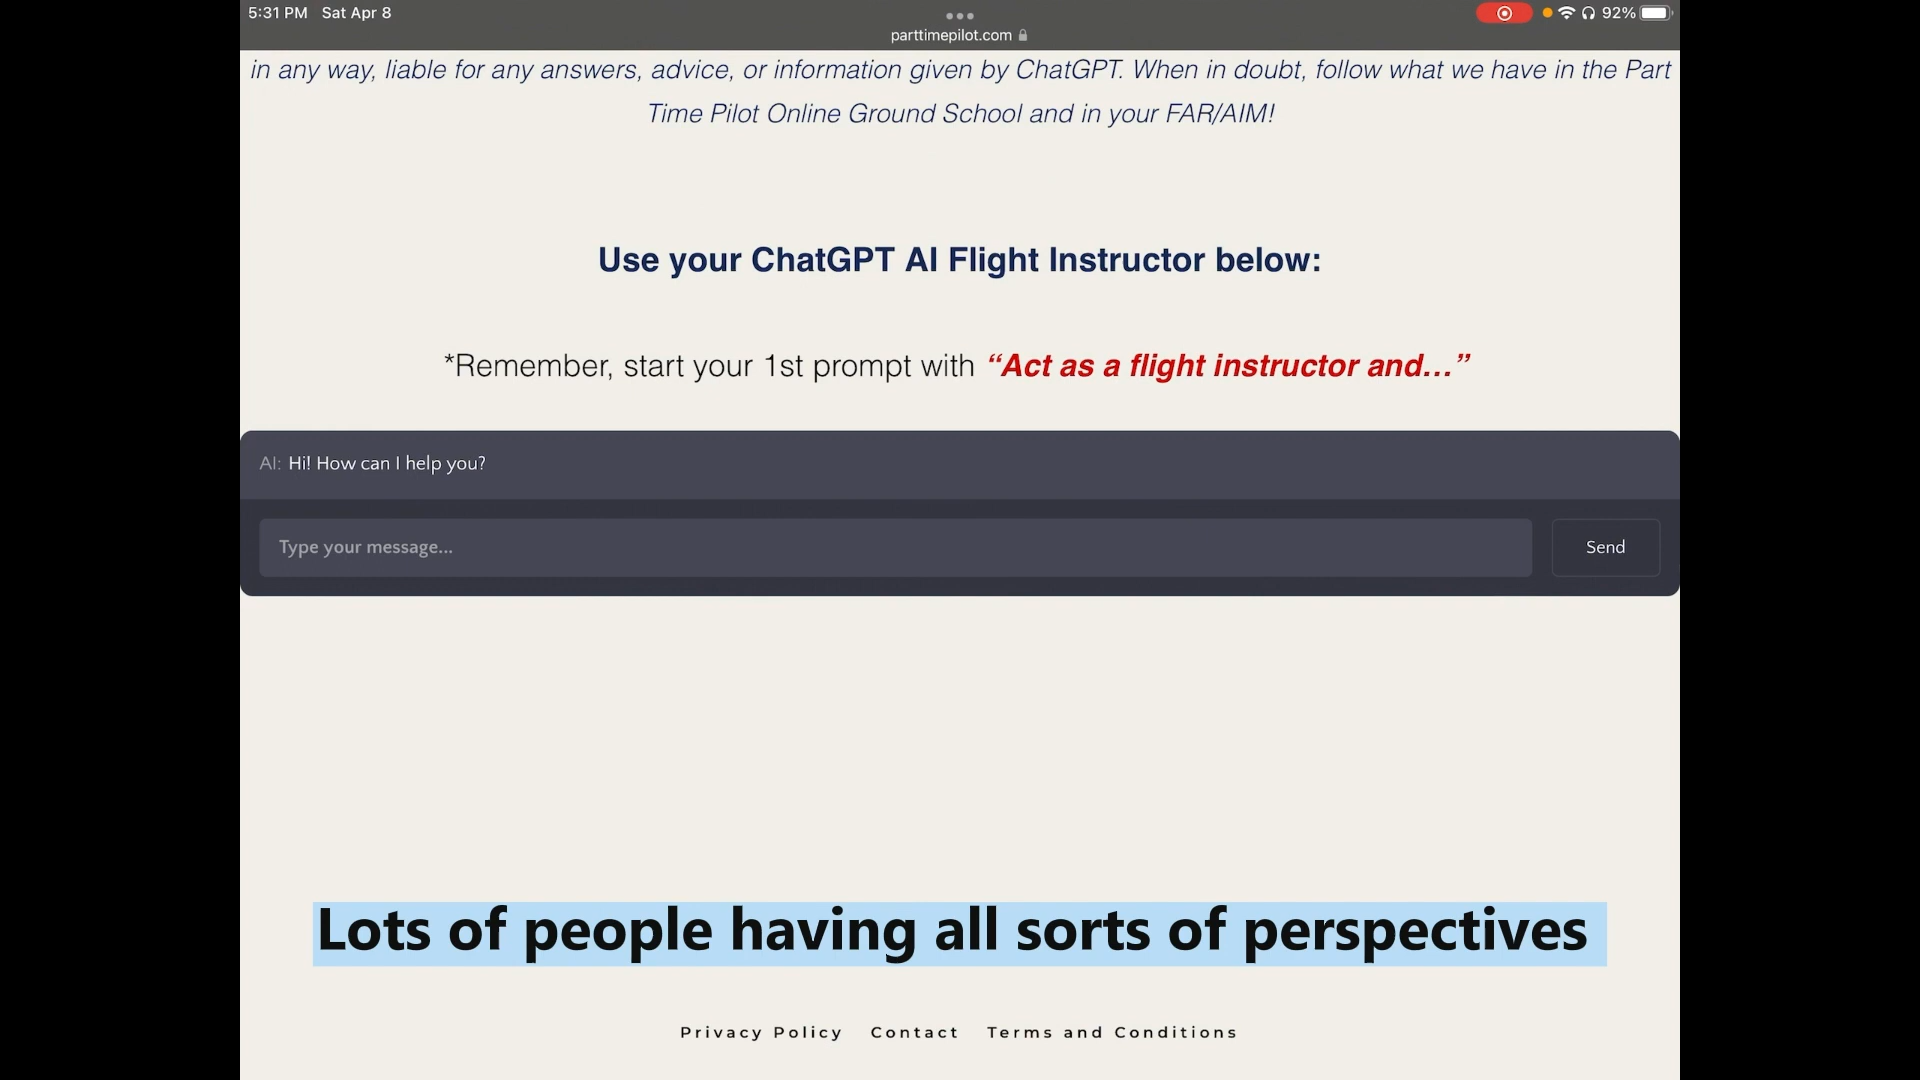 5:31 PM Sat Apr 8
92%
parttimepilot.com
in any way, liable for any answers, advice, or information given by ChatGPT. When in doubt, follow what we have in the Part
Time Pilot Online Ground School and in your FAR/AIM!
Use your ChatGPT AI Flight Instructor below:
*Remember, start your 1st prompt with “Act as a flight instructor and...”
AI: Hi! How can I help you?
Type your message...
Send
Lots of people having all sorts of perspectives
Privacy Policy Contact Terms and Conditions